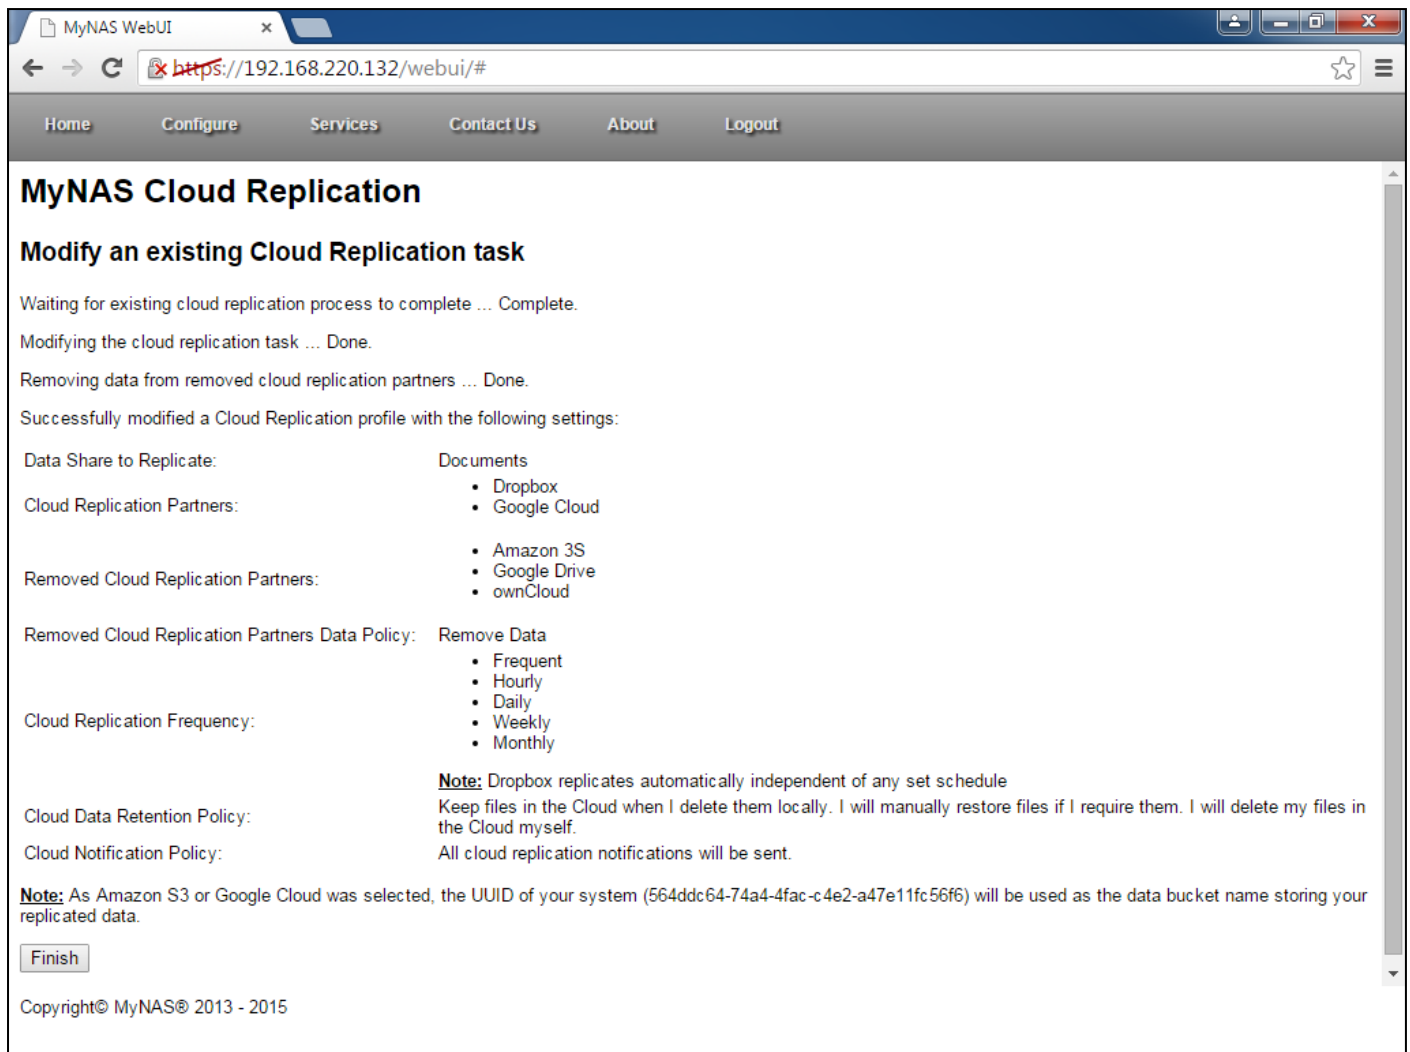 MyNAS WebUI
https://192.168.220.132/webui/#
Home Configure Services Contact Us About Logout
MyNAS Cloud Replication
Modify an existing Cloud Replication task
Waiting for existing cloud replication process to complete ... Complete.
Modifying the cloud replication task ... Done.
Removing data from removed cloud replication partners ... Done.
Successfully modified a Cloud Replication profile with the following settings:
Data Share to Replicate: Documents
Cloud Replication Partners:
• Dropbox
• Google Cloud
Removed Cloud Replication Partners:
• Amazon 3S
• Google Drive
• ownCloud
Removed Cloud Replication Partners Data Policy: Remove Data
Cloud Replication Frequency:
• Frequent
• Hourly
• Daily
• Weekly
• Monthly
Note: Dropbox replicates automatically independent of any set schedule
Cloud Data Retention Policy:
Keep files in the Cloud when I delete them locally. I will manually restore files if I require them. I will delete my files in
the Cloud myself.
Cloud Notification Policy: All cloud replication notifications will be sent.
Note: As Amazon S3 or Google Cloud was selected, the UUID of your system (564ddc64-74a4-4fac-c4e2-a47e11fc56f6) will be used as the data bucket name storing your
replicated data.
Finish
Copyright© MyNAS® 2013 - 2015